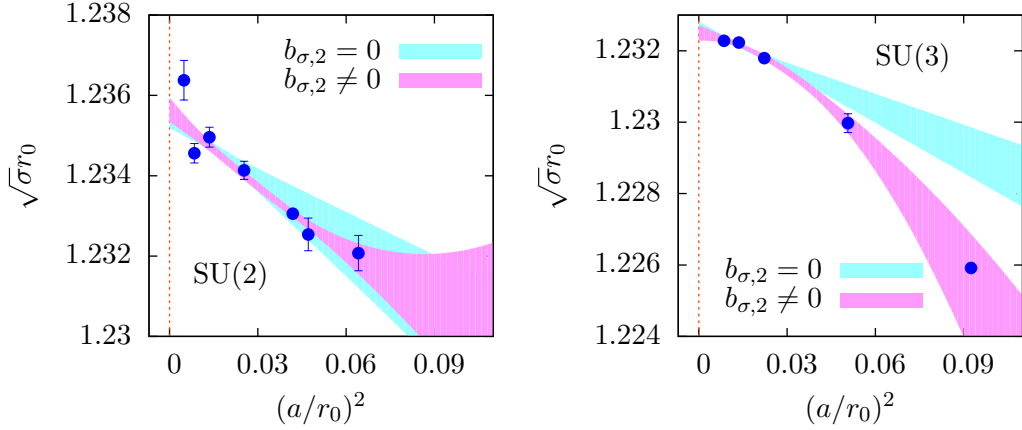 1.238
1.236
1.234
1.232
1.23
√σr₀
b_{σ,2} = 0
b_{σ,2} ≠ 0
SU(2)
0
0.03
0.06
0.09
(a/r₀)²
1.232
1.23
1.228
1.226
1.224
√σr₀
SU(3)
b_{σ,2} = 0
b_{σ,2} ≠ 0
0
0.03
0.06
0.09
(a/r₀)²